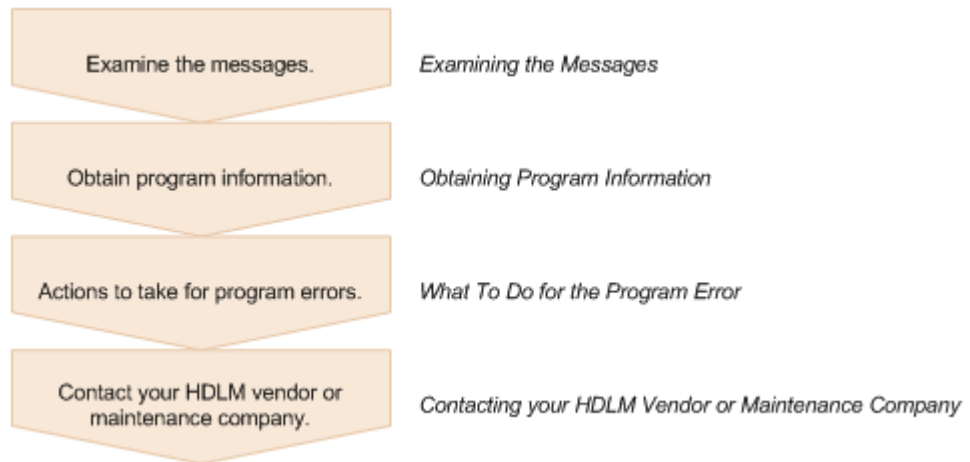 Examine the messages.
Examining the Messages
Obtain program information.
Obtaining Program Information
Actions to take for program errors.
What To Do for the Program Error
Contact your HDLM vendor or
maintenance company.
Contacting your HDLM Vendor or Maintenance Company